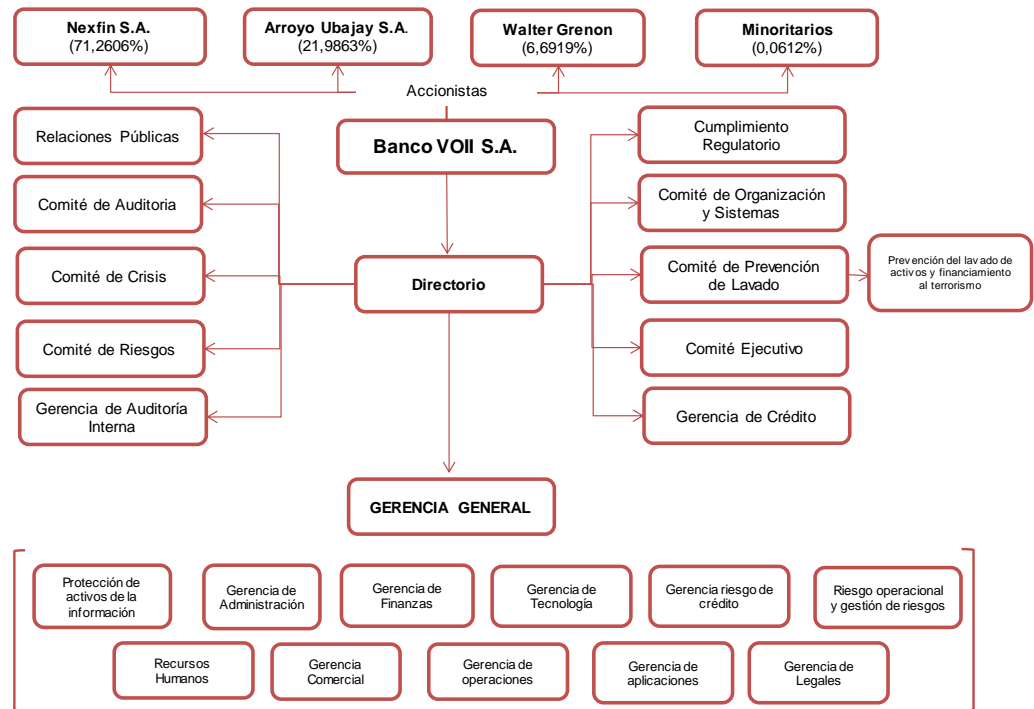 Nexfin S.A.
(71,2606%)
Arroyo Ubajay S.A.
(21,9863%)
Walter Grenon
(6,6919%)
Minoritarios
(0,0612%)
Accionistas
Relaciones Públicas
Banco VOII S.A.
Cumplimiento
Regulatorio
Comité de Auditoria
Comité de Organización
y Sistemas
Comité de Crisis
Directorio
Comité de Prevención
de Lavado
Prevención del lavado de
activos y financiamiento
al terrorismo
Comité de Riesgos
Comité Ejecutivo
Gerencia de Auditoría
Interna
Gerencia de Crédito
GERENCIA GENERAL
Protección de
activos de la
información
Gerencia de
Administración
Gerencia de
Finanzas
Gerencia de
Tecnología
Gerencia riesgo de
crédito
Riesgo operacional
y gestión de riesgos
Recursos
Humanos
Gerencia
Comercial
Gerencia de
operaciones
Gerencia de
aplicaciones
Gerencia de
Legales